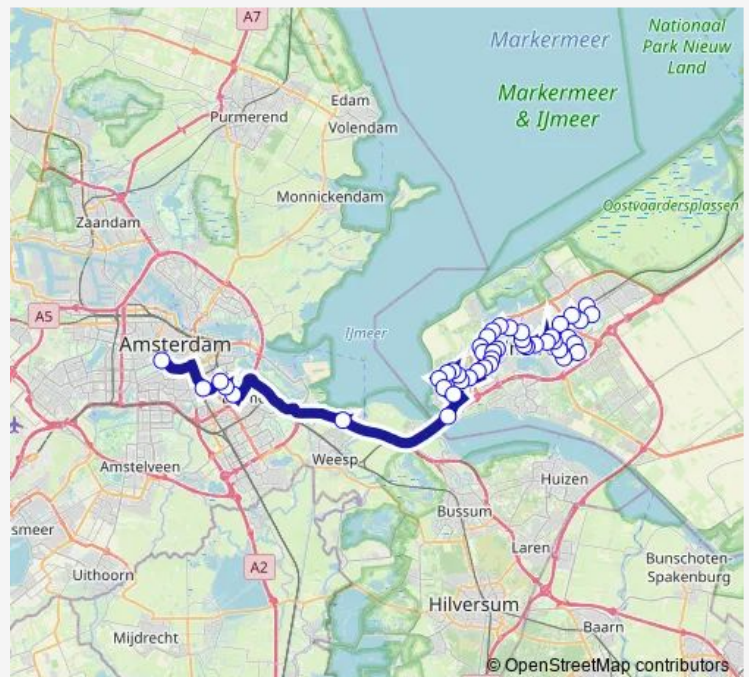 A7
Markermeer
Nationaal
Park Nieuw
Land
Edam
Markermeer
& IJmeer
Purmerend
Volendam
Monnickendam
Oostvaardersplassen
Zaandam
A5
IJmeer
Amsterdam
Weesp
Amstelveen
Huizen
Bussum
smeer
Laren
A2
Bunschoten-
Spakenburg
Uithoorn
Hilversum
Baarn
Mijdrecht
© OpenStreetMap contributors